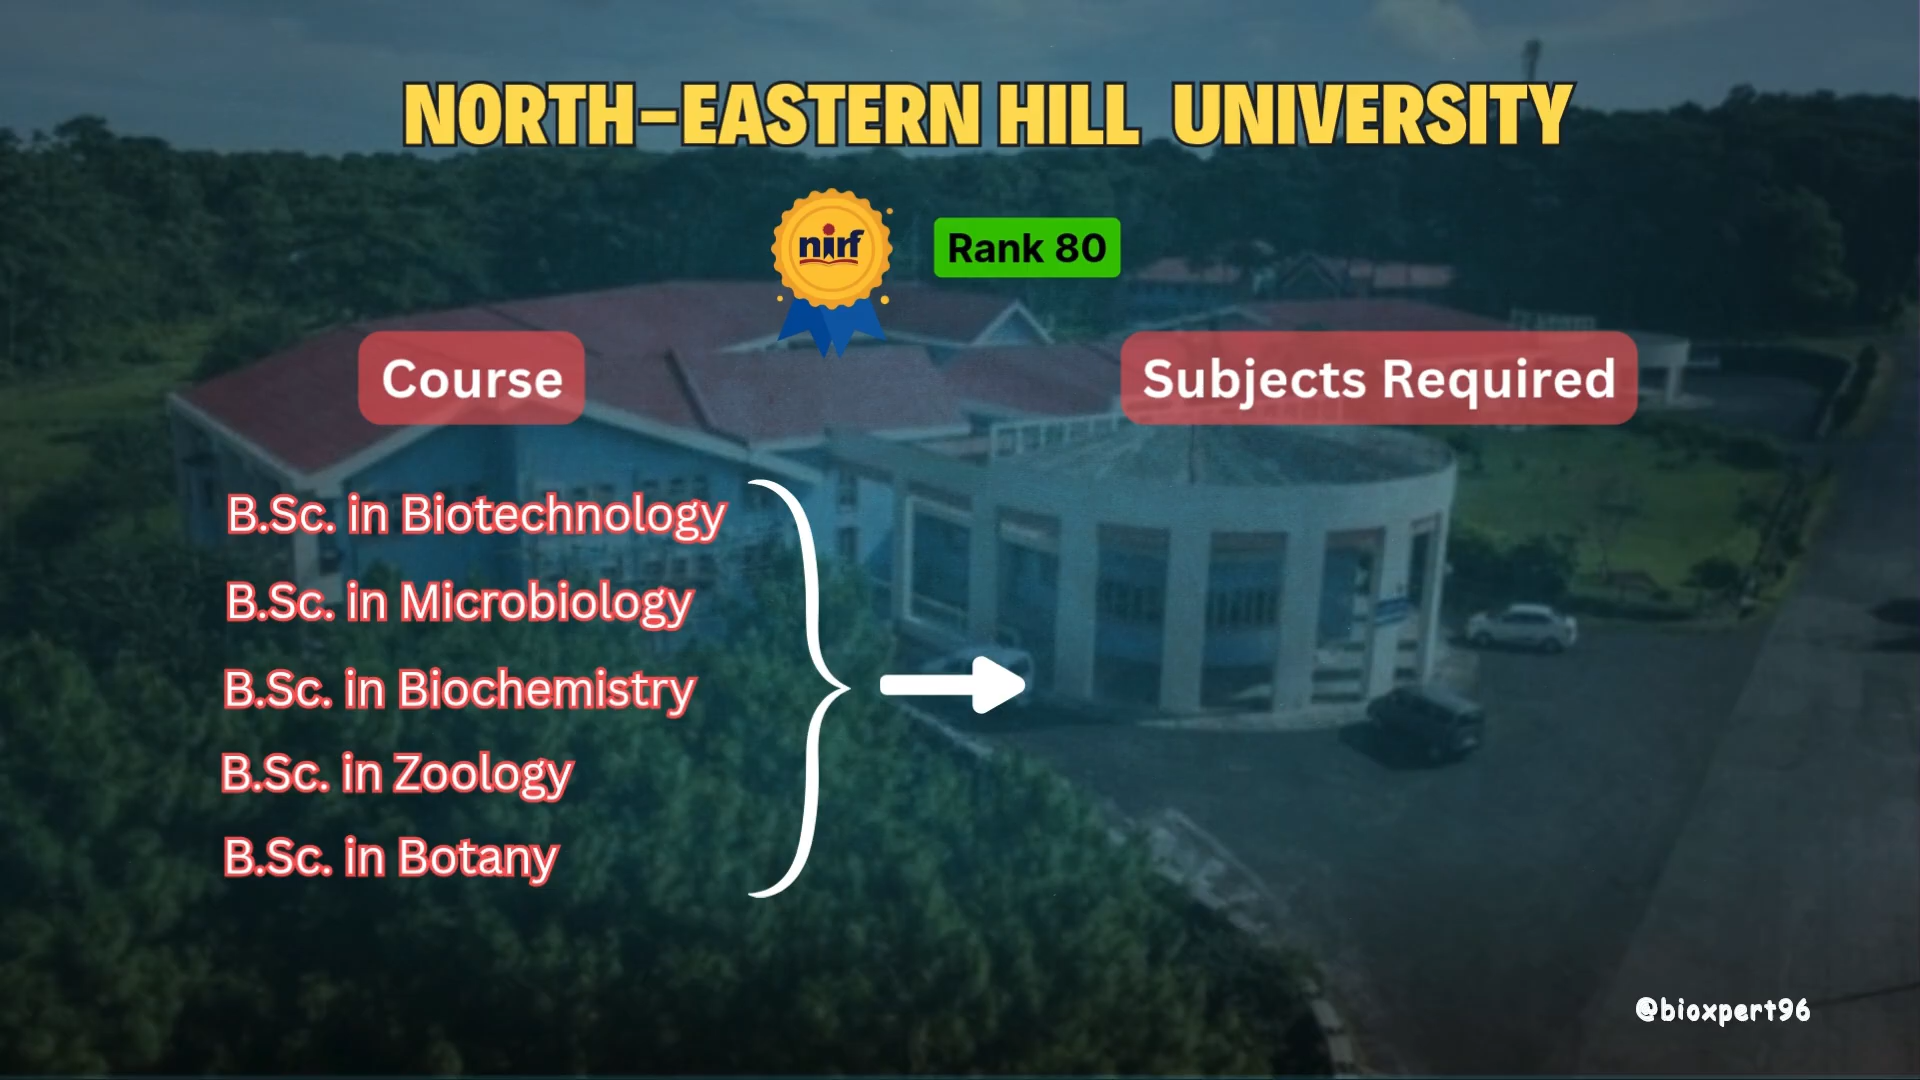 NORTH-EASTERN HILL UNIVERSITY
nirf
Rank 80
Course
Subjects Required
B.Sc. in Biotechnology
B.Sc. in Microbiology
B.Sc. in Biochemistry
B.Sc. in Zoology
B.Sc. in Botany
@bioxpert96